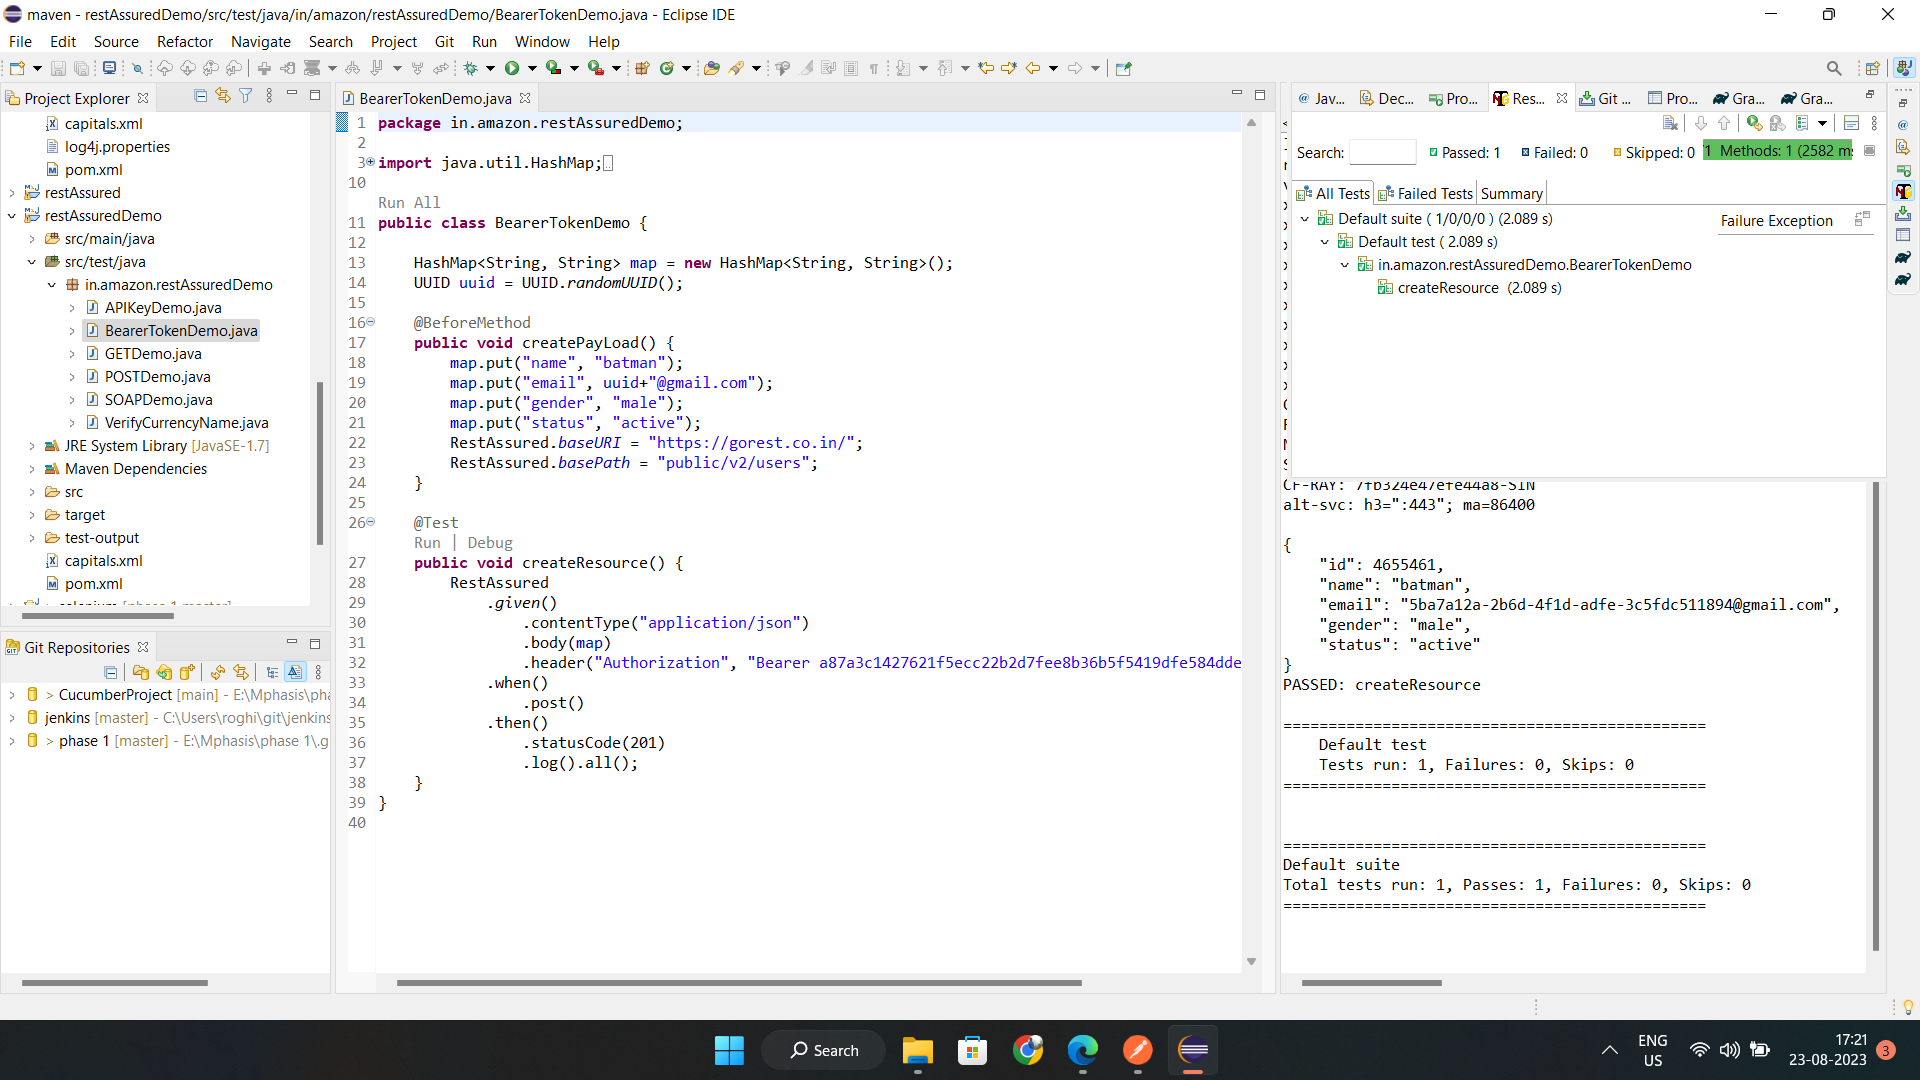 maven - restAssuredDemo/src/test/java/in/amazon/restAssuredDemo/BearerTokenDemo.java - Eclipse IDE
File Edit Source Refactor Navigate Search Project Git Run Window Help
Project Explorer
capitals.xml
log4j.properties
pom.xml
restAssured
restAssuredDemo
src/main/java
src/test/java
in.amazon.restAssuredDemo
APIKeyDemo.java
BearerTokenDemo.java
GETDemo.java
POSTDemo.java
SOAPDemo.java
VerifyCurrencyName.java
JRE System Library [JavaSE-1.7]
Maven Dependencies
src
target
test-output
capitals.xml
pom.xml
Git Repositories
> CucumberProject [main] - E:\Mphasis\pha
jenkins [master] - C:\Users\roghi\git\jenkins
> phase 1 [master] - E:\Mphasis\phase 1\.g
BearerTokenDemo.java
1 package in.amazon.restAssuredDemo;
2
3 import java.util.HashMap;
10
Run All
11 public class BearerTokenDemo {
12
13 HashMap<String, String> map = new HashMap<String, String>();
14 UUID uuid = UUID.randomUUID();
15
16 @BeforeMethod
17 public void createPayLoad() {
18 map.put("name", "batman");
19 map.put("email", uuid+"@gmail.com");
20 map.put("gender", "male");
21 map.put("status", "active");
22 RestAssured.baseURI = "https://gorest.co.in/";
23 RestAssured.basePath = "public/v2/users";
24 }
25
26 @Test
Run | Debug
27 public void createResource() {
28 RestAssured
29 .given()
30 .contentType("application/json")
31 .body(map)
32 .header("Authorization", "Bearer a87a3c1427621f5ecc22b2d7fee8b36b5f5419dfe584dde
33 .when()
34 .post()
35 .then()
36 .statusCode(201)
37 .log().all();
38 }
39 }
40
Jav... Dec... Pro... Res... Git ... Pro... Gra... Gra...
Search: Passed: 1 Failed: 0 Skipped: 0 Methods: 1 (2582 ms
All Tests Failed Tests Summary
Default suite ( 1/0/0/0 ) (2.089 s)
Default test ( 2.089 s)
in.amazon.restAssuredDemo.BearerTokenDemo
createResource (2.089 s)
Failure Exception
CF-RAY: 7fb324e47efe44a8-SIN
alt-svc: h3=":443"; ma=86400
{
"id": 4655461,
"name": "batman",
"email": "5ba7a12a-2b6d-4f1d-adfe-3c5fdc511894@gmail.com",
"gender": "male",
"status": "active"
}
PASSED: createResource
===============================================
Default test
Tests run: 1, Failures: 0, Skips: 0
===============================================
===============================================
Default suite
Total tests run: 1, Passes: 1, Failures: 0, Skips: 0
===============================================
Search
ENG
US
17:21
23-08-2023
3